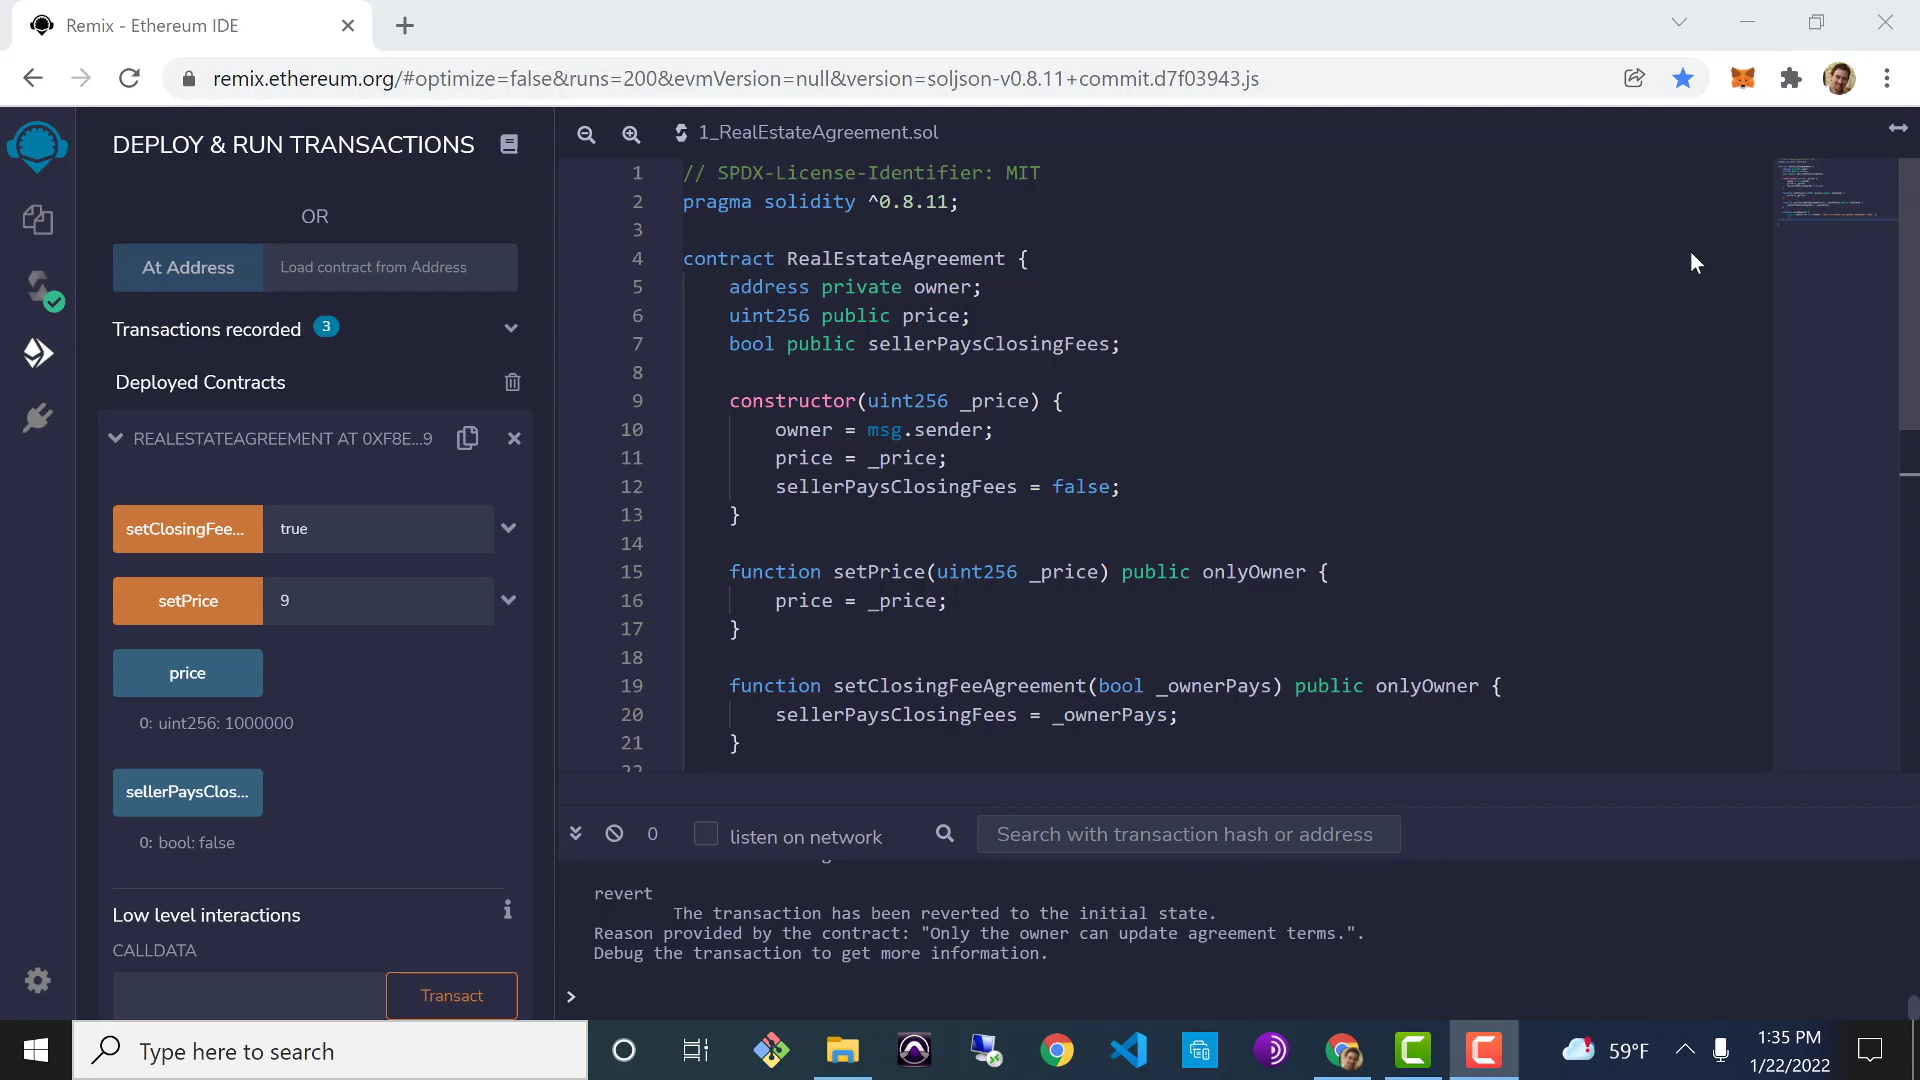 Remix - Ethereum IDE
remix.ethereum.org/#optimize=false&runs=200&evmVersion=null&version=soljson-v0.8.11+commit.d7f03943.js
DEPLOY & RUN TRANSACTIONS
OR
At Address
Load contract from Address
Transactions recorded 3
Deployed Contracts
REALESTATEAGREEMENT AT 0XF8E...9
setClosingFee... true
setPrice 9
price
0: uint256: 1000000
sellerPaysClos...
0: bool: false
Low level interactions
i
CALLDATA
Transact
1_RealEstateAgreement.sol
1 // SPDX-License-Identifier: MIT
2 pragma solidity ^0.8.11;
3
4 contract RealEstateAgreement {
5 address private owner;
6 uint256 public price;
7 bool public sellerPaysClosingFees;
8
9 constructor(uint256 _price) {
10 owner = msg.sender;
11 price = _price;
12 sellerPaysClosingFees = false;
13 }
14
15 function setPrice(uint256 _price) public onlyOwner {
16 price = _price;
17 }
18
19 function setClosingFeeAgreement(bool _ownerPays) public onlyOwner {
20 sellerPaysClosingFees = _ownerPays;
21 }
22
0 listen on network
Search with transaction hash or address
revert
The transaction has been reverted to the initial state.
Reason provided by the contract: "Only the owner can update agreement terms.".
Debug the transaction to get more information.
>
Type here to search
59°F
1:35 PM
1/22/2022